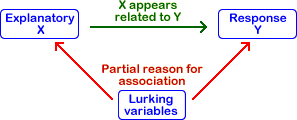 X appears
related to Y
Explanatory
X
Response
Y
Partial reason for
association
Lurking
variables